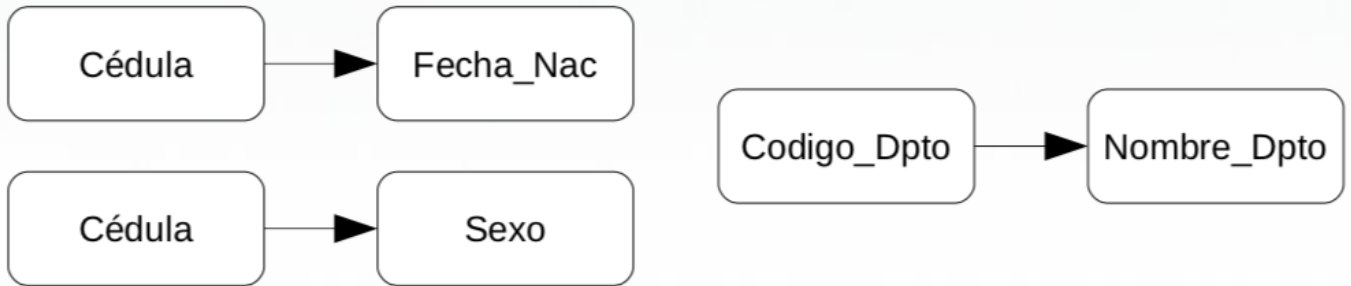 Cédula
Fecha_Nac
Cédula
Sexo
Codigo_Dpto
Nombre_Dpto